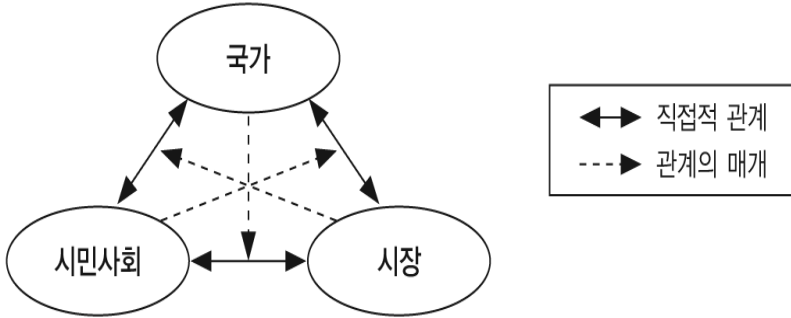 국가
직접적 관계
관계의 매개
시민사회
시장